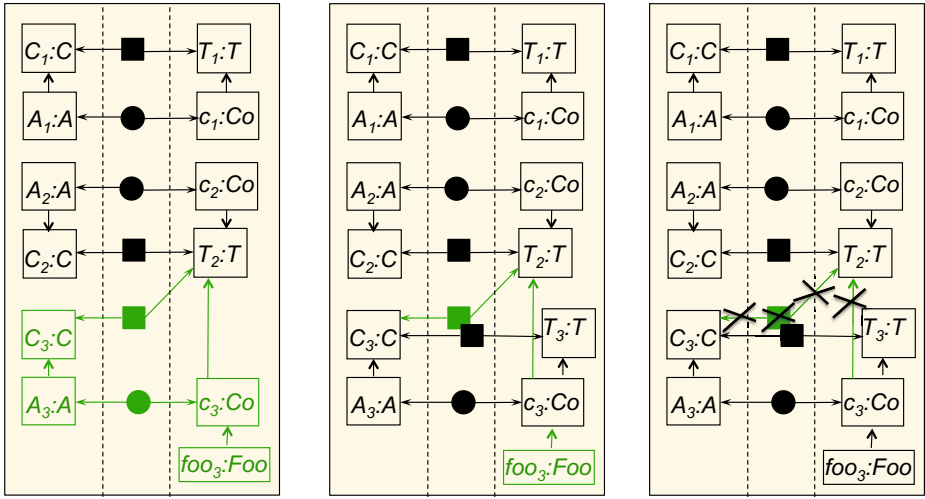 C₁:C T₁:T
A₁:A c₁:Co
A₂:A c₂:Co
C₂:C T₂:T
C₃:C
A₃:A c₃:Co
foo₃:Foo
C₁:C T₁:T
A₁:A c₁:Co
A₂:A c₂:Co
C₂:C T₂:T
C₃:C T₃:T
A₃:A c₃:Co
foo₃:Foo
C₁:C T₁:T
A₁:A c₁:Co
A₂:A c₂:Co
C₂:C T₂:T
C₃:C T₃:T
A₃:A c₃:Co
foo₃:Foo